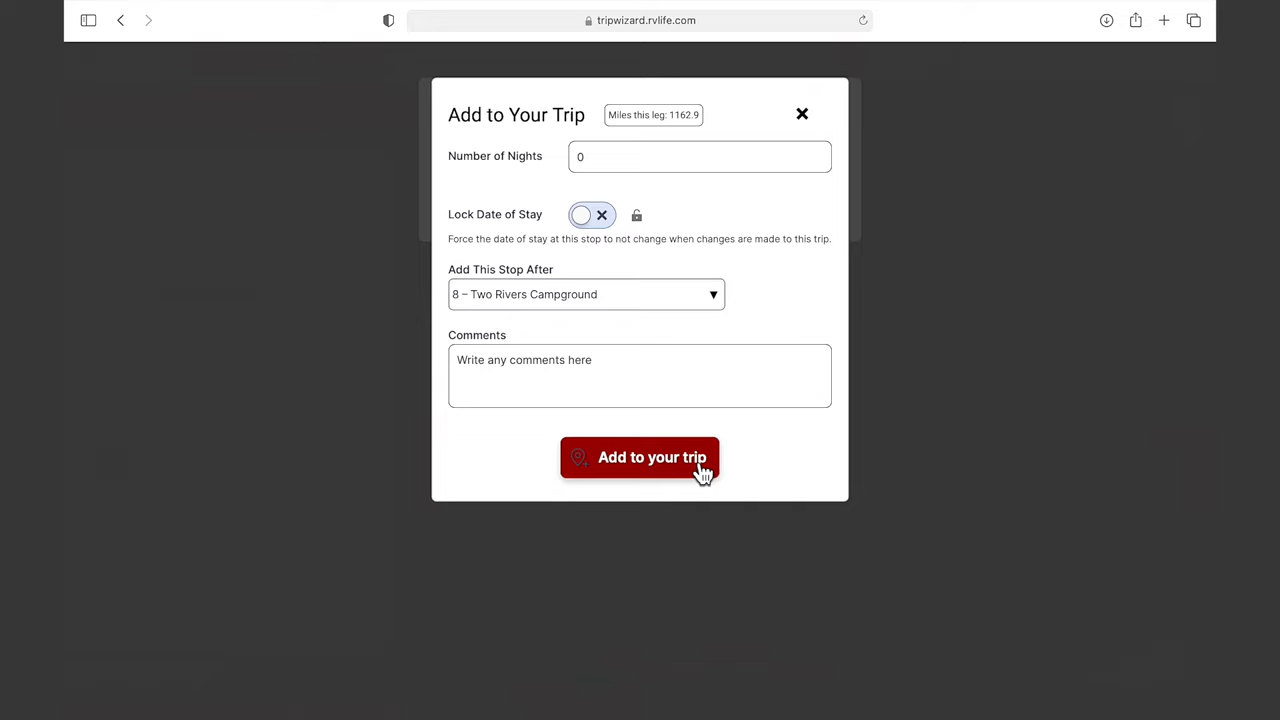 tripwizard.rvlife.com
Add to Your Trip
Miles this leg: 1162.9
Number of Nights
0
Lock Date of Stay
Force the date of stay at this stop to not change when changes are made to this trip.
Add This Stop After
8 – Two Rivers Campground
Comments
Write any comments here
Add to your trip